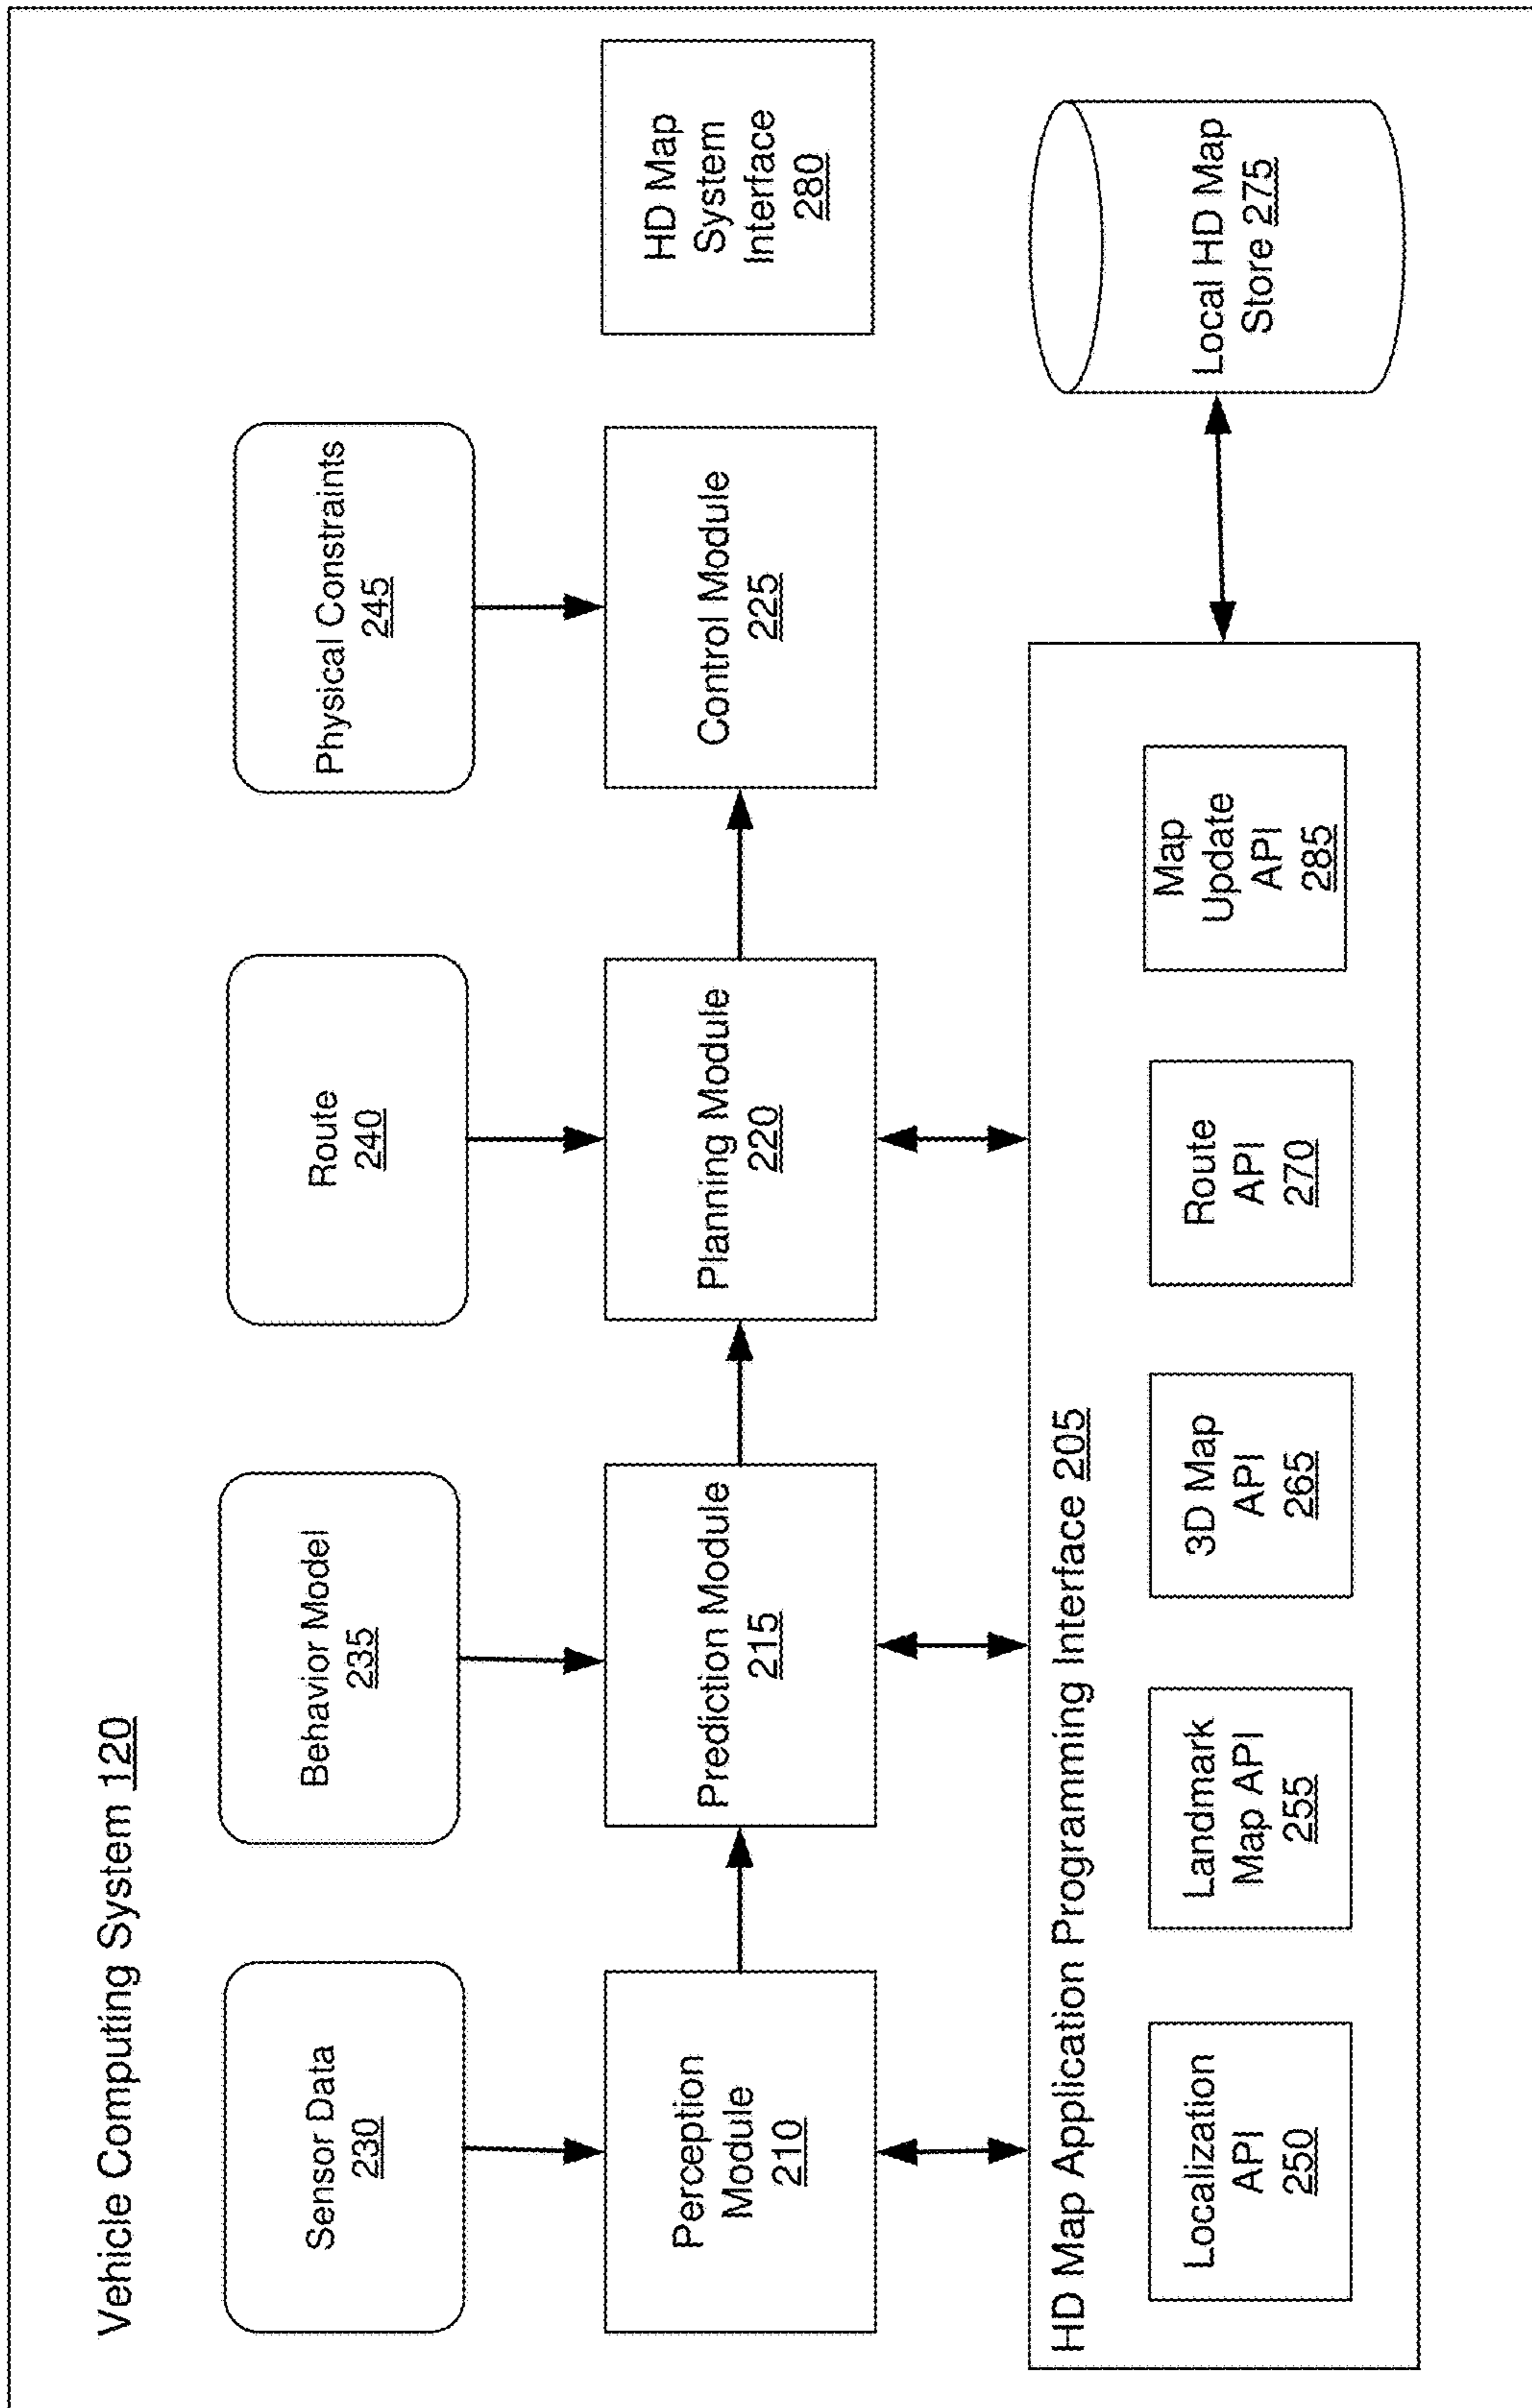 Vehicle Computing System 120
Sensor Data
230
Behavior Model
235
Route
240
Physical Constraints
245
Perception
Module
210
Prediction Module
215
Planning Module
220
Control Module
225
HD Map
System
Interface
280
HD Map Application Programming Interface 205
Localization
API
250
Landmark
Map API
255
3D Map
API
265
Route
API
270
Map
Update
API
285
Local HD Map
Store 275